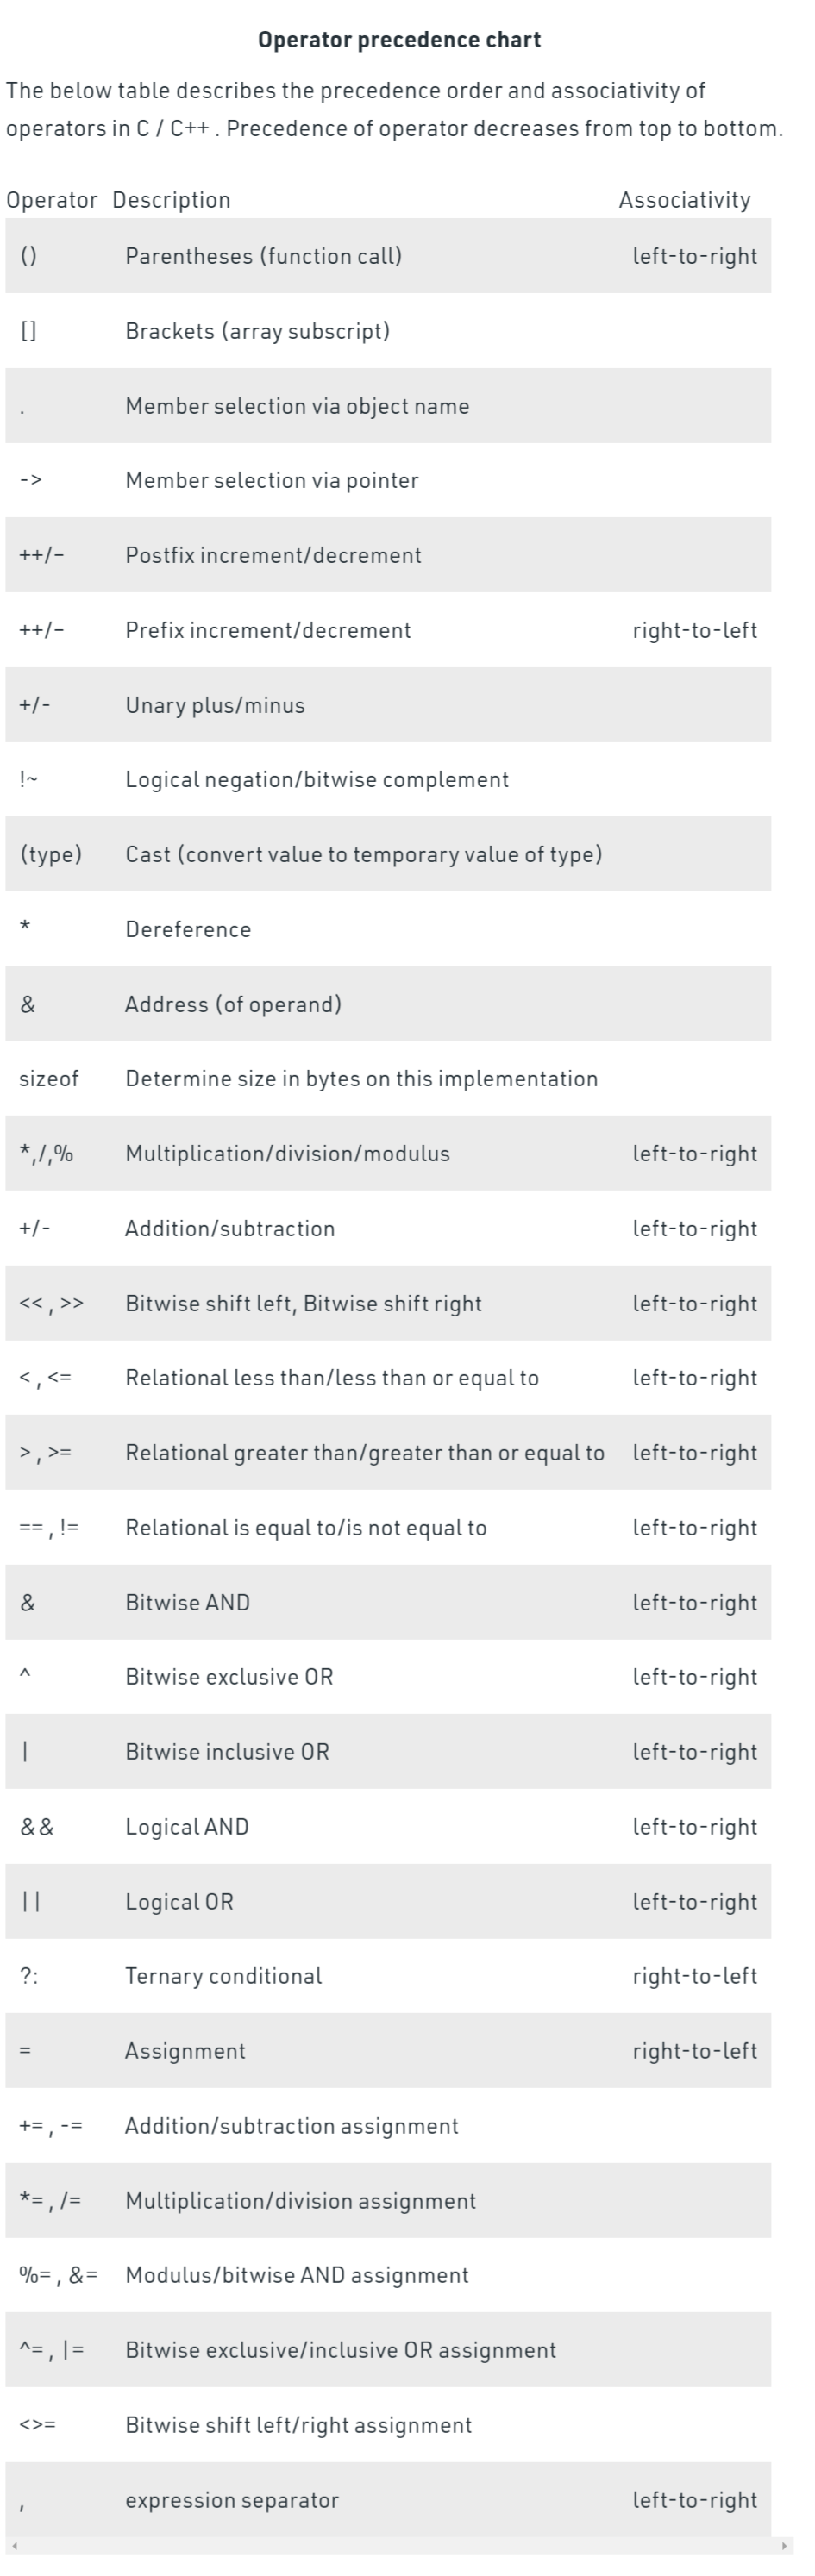 Operator precedence chart
The below table describes the precedence order and associativity of
operators in C / C++ . Precedence of operator decreases from top to bottom.
Operator Description Associativity
() Parentheses (function call) left-to-right
[] Brackets (array subscript)
. Member selection via object name
-> Member selection via pointer
++/– Postfix increment/decrement
++/– Prefix increment/decrement right-to-left
+/- Unary plus/minus
!~ Logical negation/bitwise complement
(type) Cast (convert value to temporary value of type)
* Dereference
& Address (of operand)
sizeof Determine size in bytes on this implementation
*,/,% Multiplication/division/modulus left-to-right
+/- Addition/subtraction left-to-right
<< , >> Bitwise shift left, Bitwise shift right left-to-right
< , <= Relational less than/less than or equal to left-to-right
> , >= Relational greater than/greater than or equal to left-to-right
== , != Relational is equal to/is not equal to left-to-right
& Bitwise AND left-to-right
^ Bitwise exclusive OR left-to-right
| Bitwise inclusive OR left-to-right
&& Logical AND left-to-right
|| Logical OR left-to-right
?: Ternary conditional right-to-left
= Assignment right-to-left
+= , -= Addition/subtraction assignment
*= , /= Multiplication/division assignment
%= , &= Modulus/bitwise AND assignment
^= , |= Bitwise exclusive/inclusive OR assignment
<>= Bitwise shift left/right assignment
, expression separator left-to-right